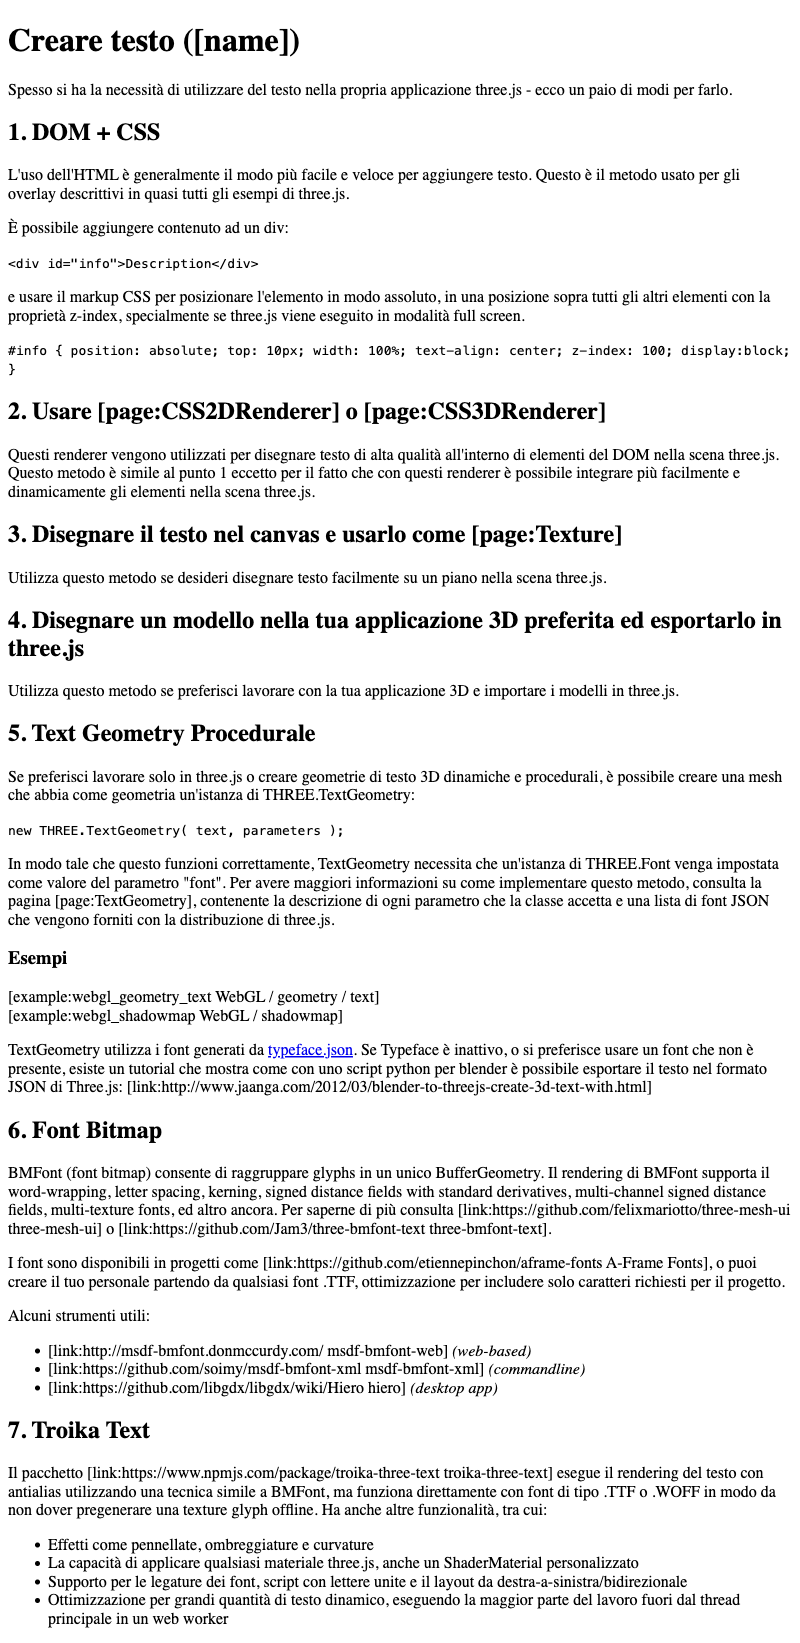 Creare testo ([name])
Spesso si ha la necessità di utilizzare del testo nella propria applicazione three.js - ecco un paio di modi per farlo.
1. DOM + CSS
L'uso dell'HTML è generalmente il modo più facile e veloce per aggiungere testo. Questo è il metodo usato per gli
overlay descrittivi in quasi tutti gli esempi di three.js.
È possibile aggiungere contenuto ad un div:
<div id="info">Description</div>
e usare il markup CSS per posizionare l'elemento in modo assoluto, in una posizione sopra tutti gli altri elementi con la
proprietà z-index, specialmente se three.js viene eseguito in modalità full screen.
#info { position: absolute; top: 10px; width: 100%; text-align: center; z-index: 100; display:block;
}
2. Usare [page:CSS2DRenderer] o [page:CSS3DRenderer]
Questi renderer vengono utilizzati per disegnare testo di alta qualità all'interno di elementi del DOM nella scena three.js.
Questo metodo è simile al punto 1 eccetto per il fatto che con questi renderer è possibile integrare più facilmente e
dinamicamente gli elementi nella scena three.js.
3. Disegnare il testo nel canvas e usarlo come [page:Texture]
Utilizza questo metodo se desideri disegnare testo facilmente su un piano nella scena three.js.
4. Disegnare un modello nella tua applicazione 3D preferita ed esportarlo in
three.js
Utilizza questo metodo se preferisci lavorare con la tua applicazione 3D e importare i modelli in three.js.
5. Text Geometry Procedurale
Se preferisci lavorare solo in three.js o creare geometrie di testo 3D dinamiche e procedurali, è possibile creare una mesh
che abbia come geometria un'istanza di THREE.TextGeometry:
new THREE.TextGeometry( text, parameters );
In modo tale che questo funzioni correttamente, TextGeometry necessita che un'istanza di THREE.Font venga impostata
come valore del parametro "font". Per avere maggiori informazioni su come implementare questo metodo, consulta la
pagina [page:TextGeometry], contenente la descrizione di ogni parametro che la classe accetta e una lista di font JSON
che vengono forniti con la distribuzione di three.js.
Esempi
[example:webgl_geometry_text WebGL / geometry / text]
[example:webgl_shadowmap WebGL / shadowmap]
TextGeometry utilizza i font generati da typeface.json. Se Typeface è inattivo, o si preferisce usare un font che non è
presente, esiste un tutorial che mostra come con uno script python per blender è possibile esportare il testo nel formato
JSON di Three.js: [link:http://www.jaanga.com/2012/03/blender-to-threejs-create-3d-text-with.html]
6. Font Bitmap
BMFont (font bitmap) consente di raggruppare glyphs in un unico BufferGeometry. Il rendering di BMFont supporta il
word-wrapping, letter spacing, kerning, signed distance fields with standard derivatives, multi-channel signed distance
fields, multi-texture fonts, ed altro ancora. Per saperne di più consulta [link:https://github.com/felixmariotto/three-mesh-ui
three-mesh-ui] o [link:https://github.com/Jam3/three-bmfont-text three-bmfont-text].
I font sono disponibili in progetti come [link:https://github.com/etiennepinchon/aframe-fonts A-Frame Fonts], o puoi
creare il tuo personale partendo da qualsiasi font .TTF, ottimizzazione per includere solo caratteri richiesti per il progetto.
Alcuni strumenti utili:
• [link:http://msdf-bmfont.donmccurdy.com/ msdf-bmfont-web] (web-based)
• [link:https://github.com/soimy/msdf-bmfont-xml msdf-bmfont-xml] (commandline)
• [link:https://github.com/libgdx/libgdx/wiki/Hiero hiero] (desktop app)
7. Troika Text
Il pacchetto [link:https://www.npmjs.com/package/troika-three-text troika-three-text] esegue il rendering del testo con
antialias utilizzando una tecnica simile a BMFont, ma funziona direttamente con font di tipo .TTF o .WOFF in modo da
non dover pregenerare una texture glyph offline. Ha anche altre funzionalità, tra cui:
• Effetti come pennellate, ombreggiature e curvature
• La capacità di applicare qualsiasi materiale three.js, anche un ShaderMaterial personalizzato
• Supporto per le legature dei font, script con lettere unite e il layout da destra-a-sinistra/bidirezionale
• Ottimizzazione per grandi quantità di testo dinamico, eseguendo la maggior parte del lavoro fuori dal thread
principale in un web worker